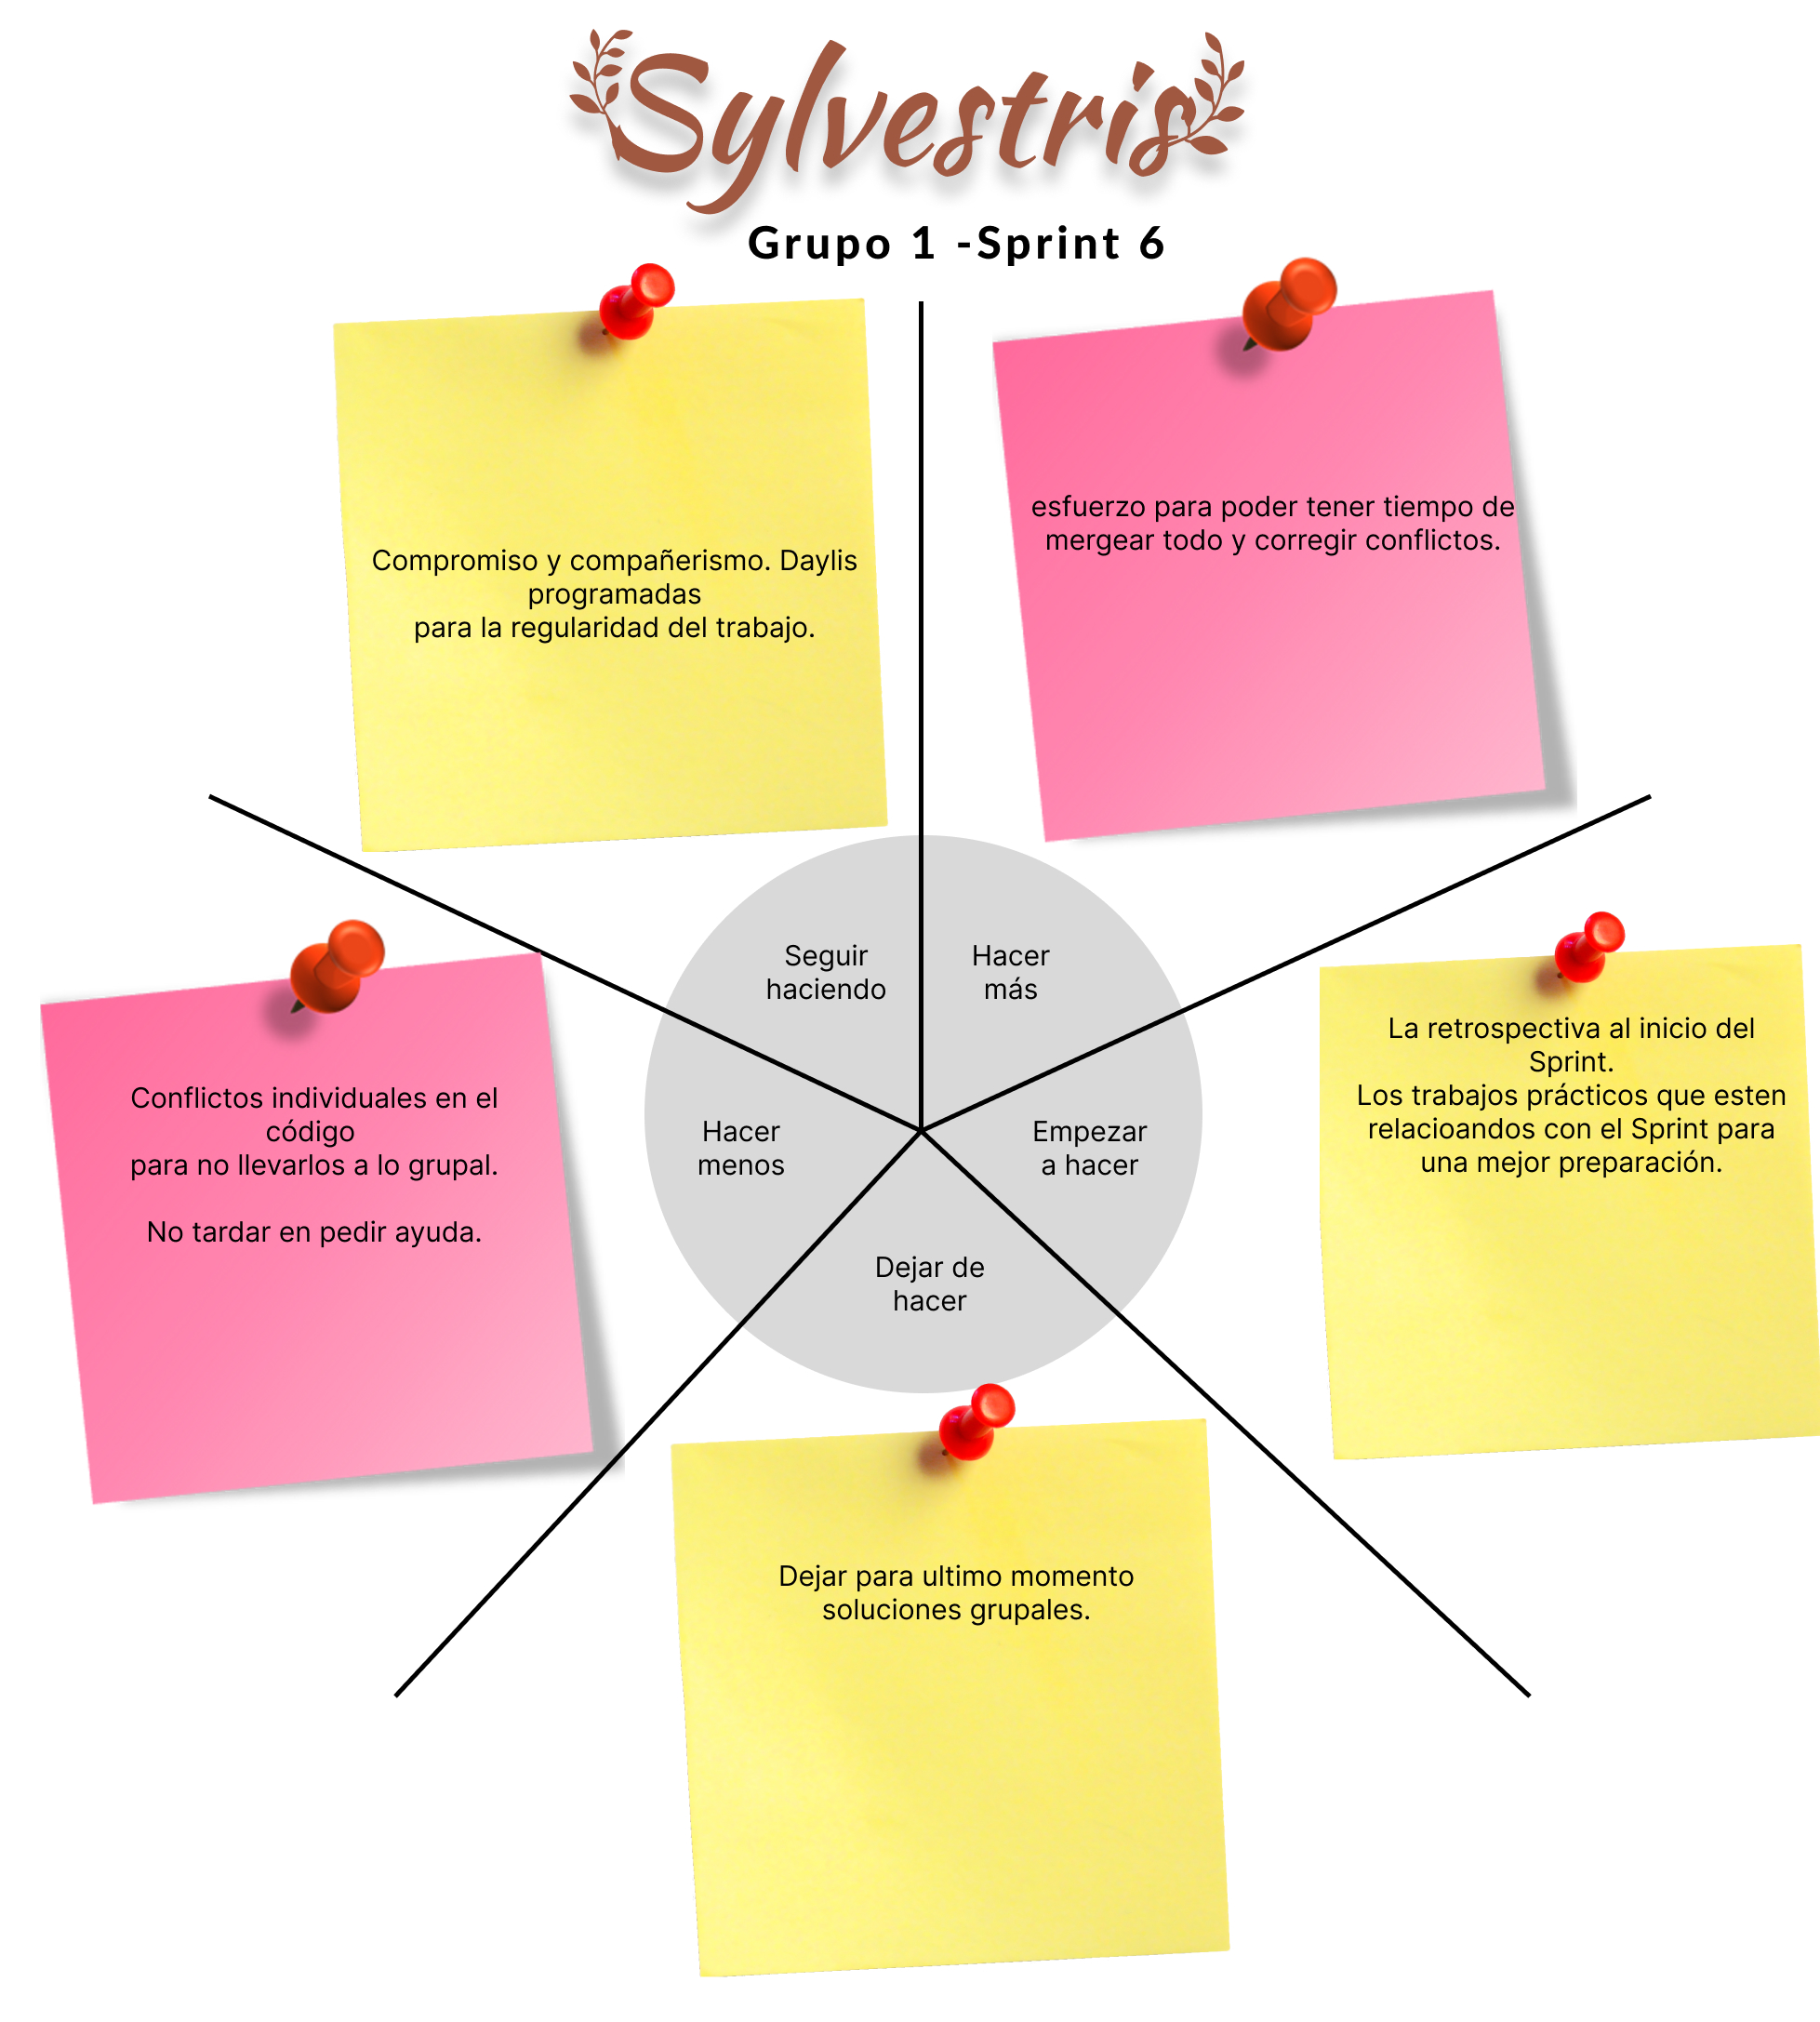 Sylvestris
Grupo 1 -Sprint 6
Compromiso y compañerismo. Daylis
programadas
para la regularidad del trabajo.
esfuerzo para poder tener tiempo de
mergear todo y corregir conflictos.
Seguir
haciendo
Hacer
más
Conflictos individuales en el
código
para no llevarlos a lo grupal.
No tardar en pedir ayuda.
Hacer
menos
Empezar
a hacer
La retrospectiva al inicio del
Sprint.
Los trabajos prácticos que esten
relacioandos con el Sprint para
una mejor preparación.
Dejar de
hacer
Dejar para ultimo momento
soluciones grupales.